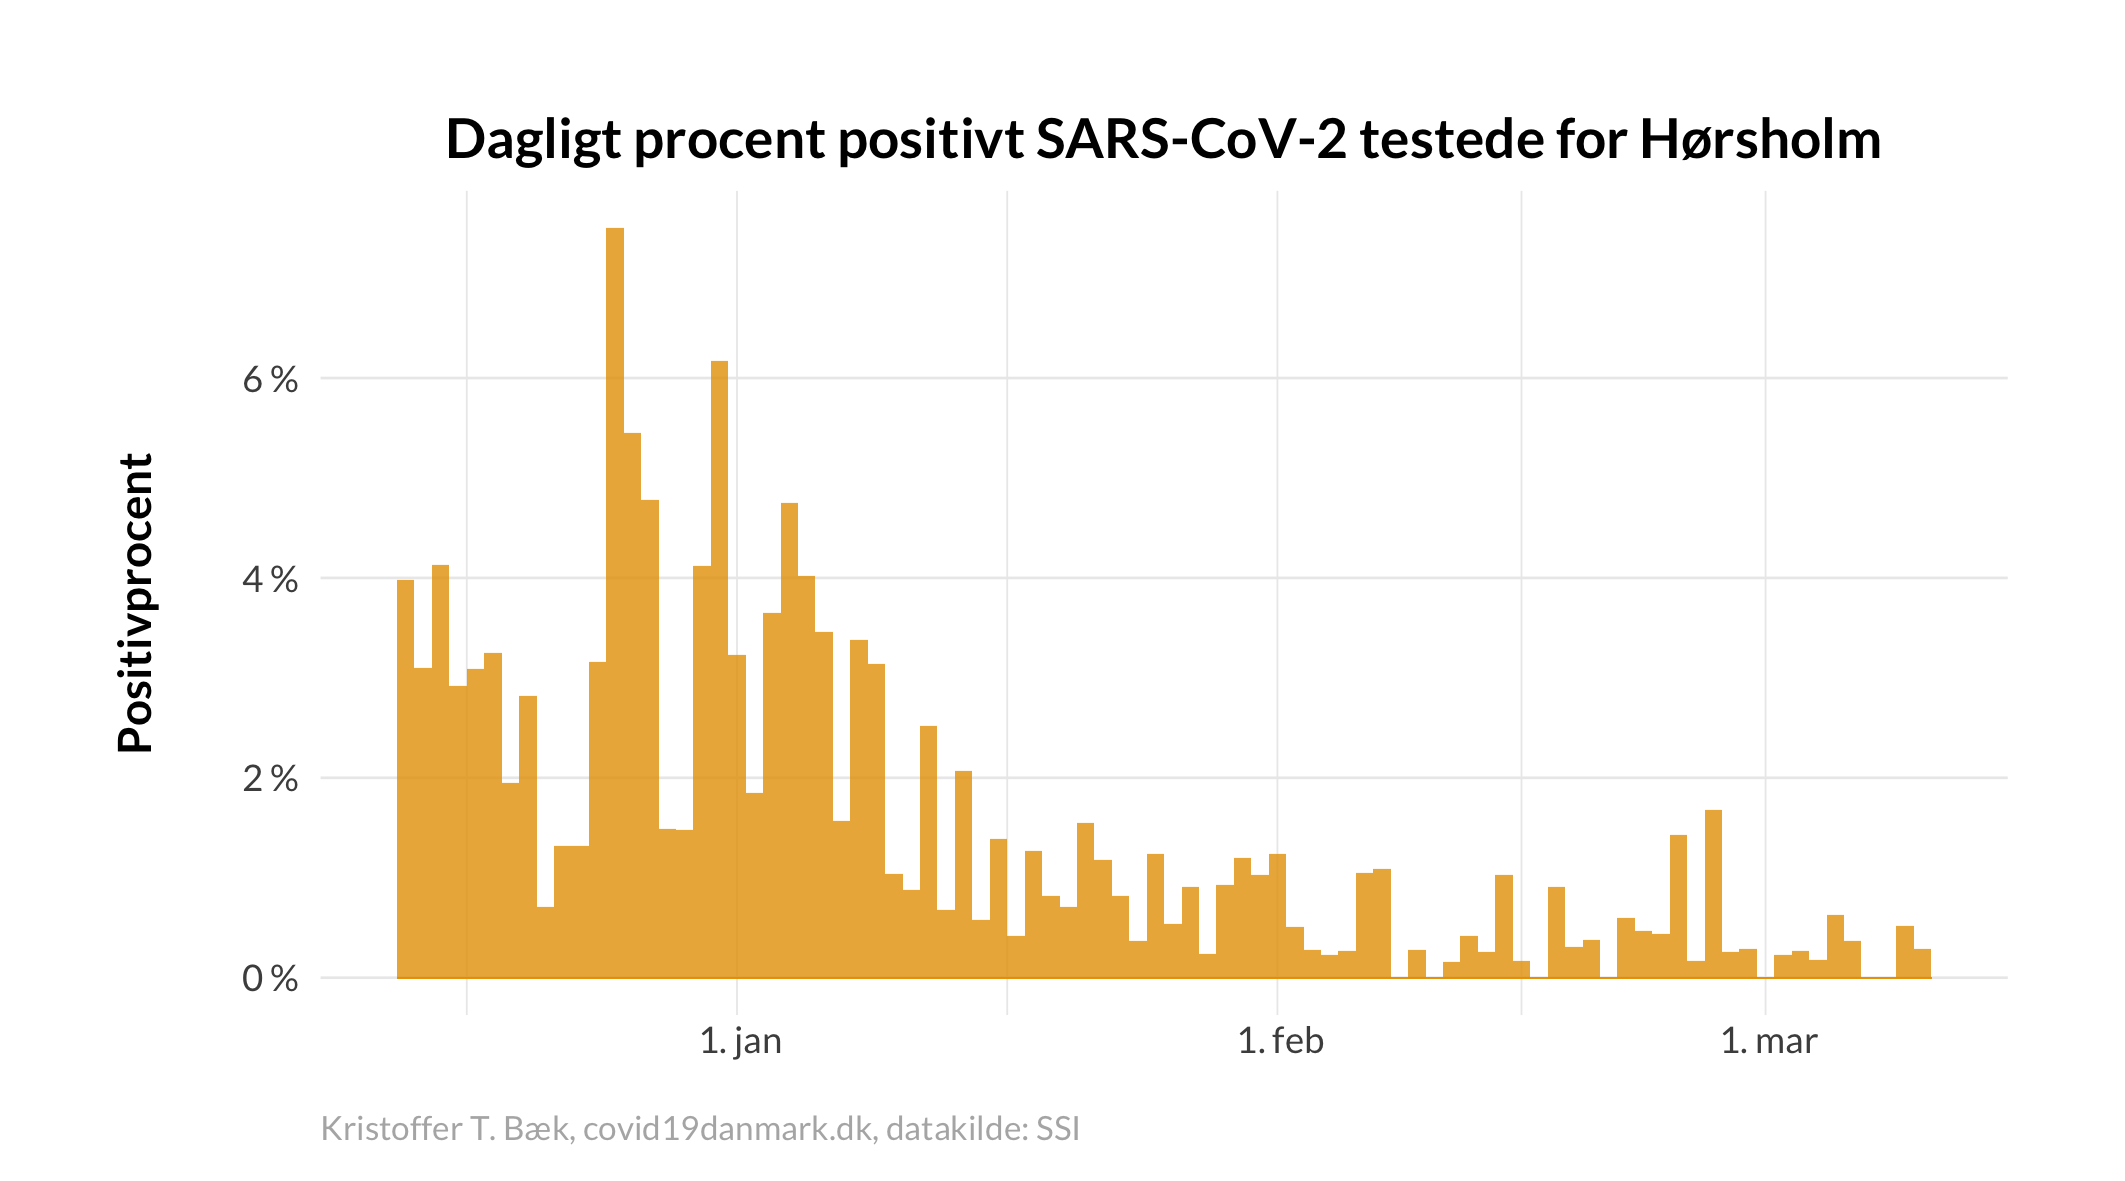 Dagligt procent positivt SARS-CoV-2 testede for Hørsholm
Positivprocent
6 %
4 %
2 %
0 %
1. jan
1. feb
1. mar
Kristoffer T. Bæk, covid19danmark.dk, datakilde: SSI